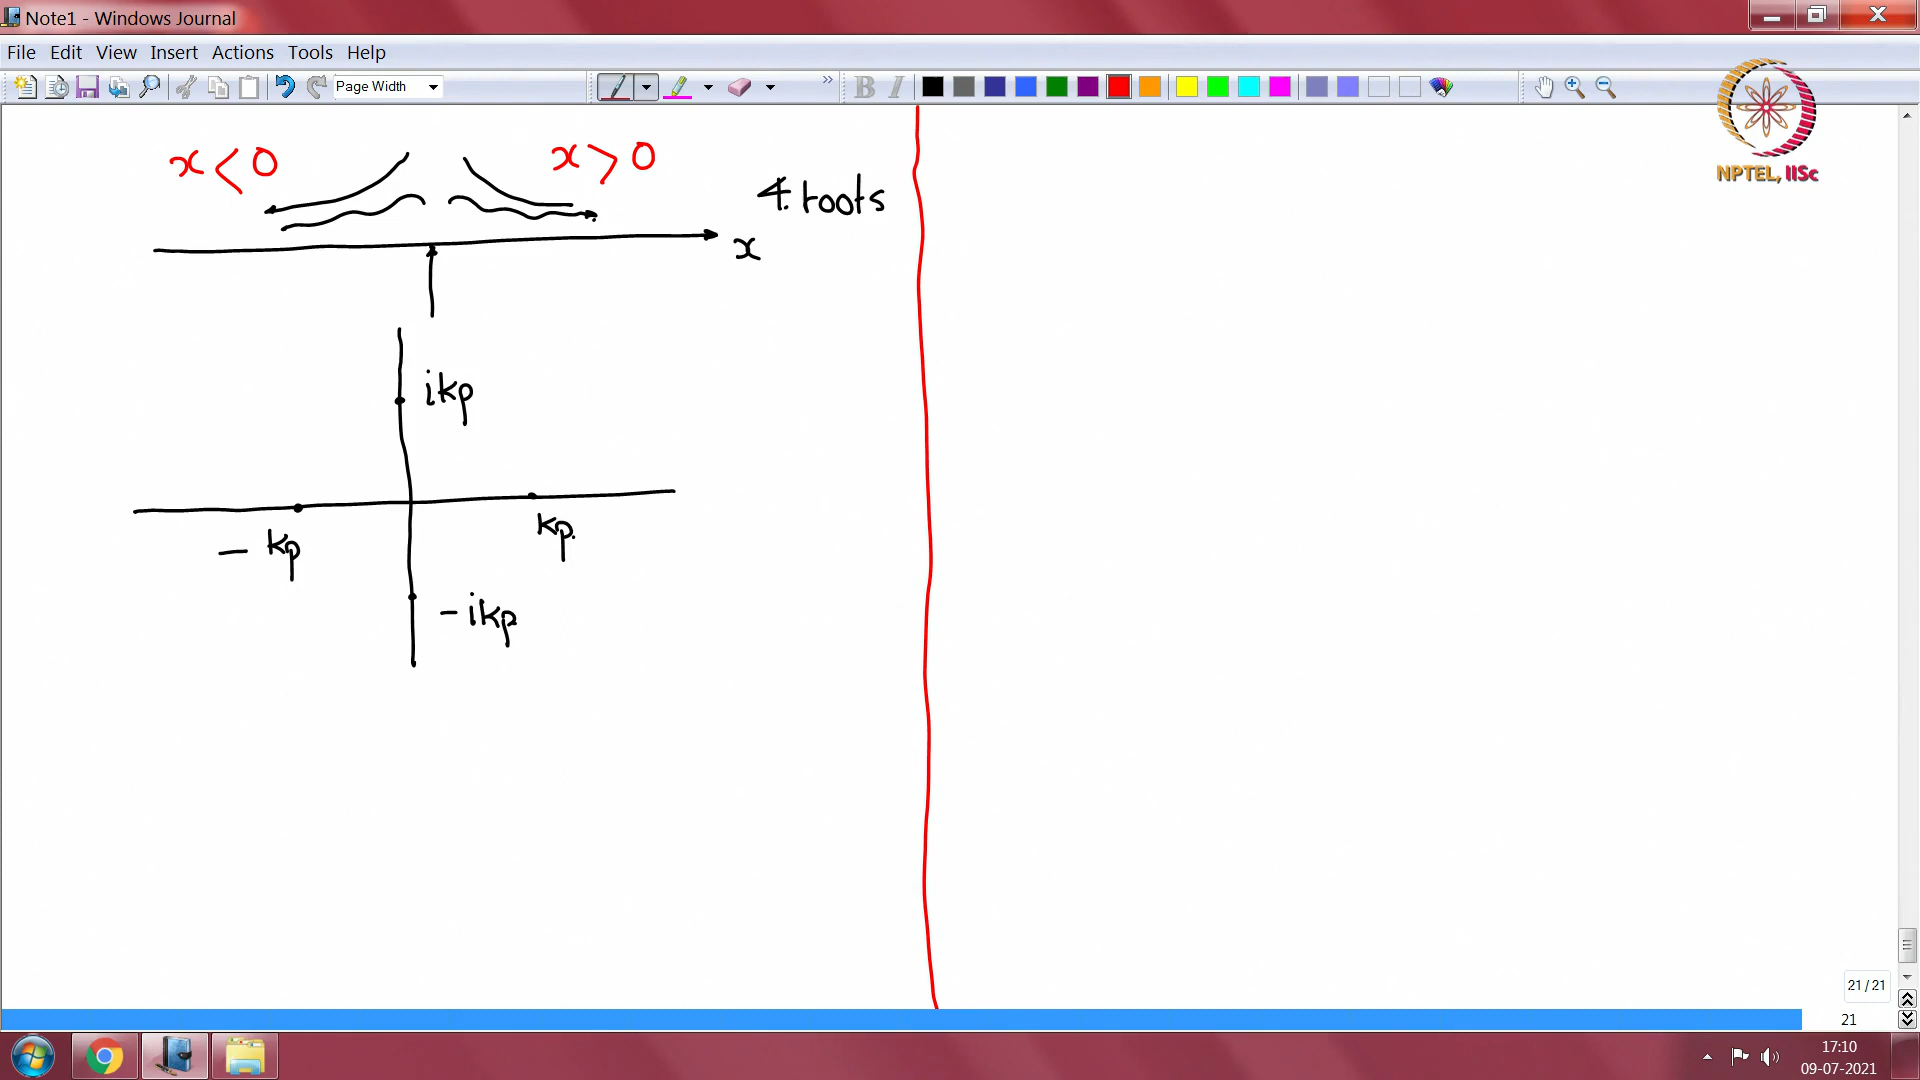 Note1 - Windows Journal
File Edit View Insert Actions Tools Help
Page Width
B I
NPTEL, IISc
x < 0
x > 0
4 roots
x
ikp
- kp
kp.
- ikp
21 / 21
21
17:10
09-07-2021